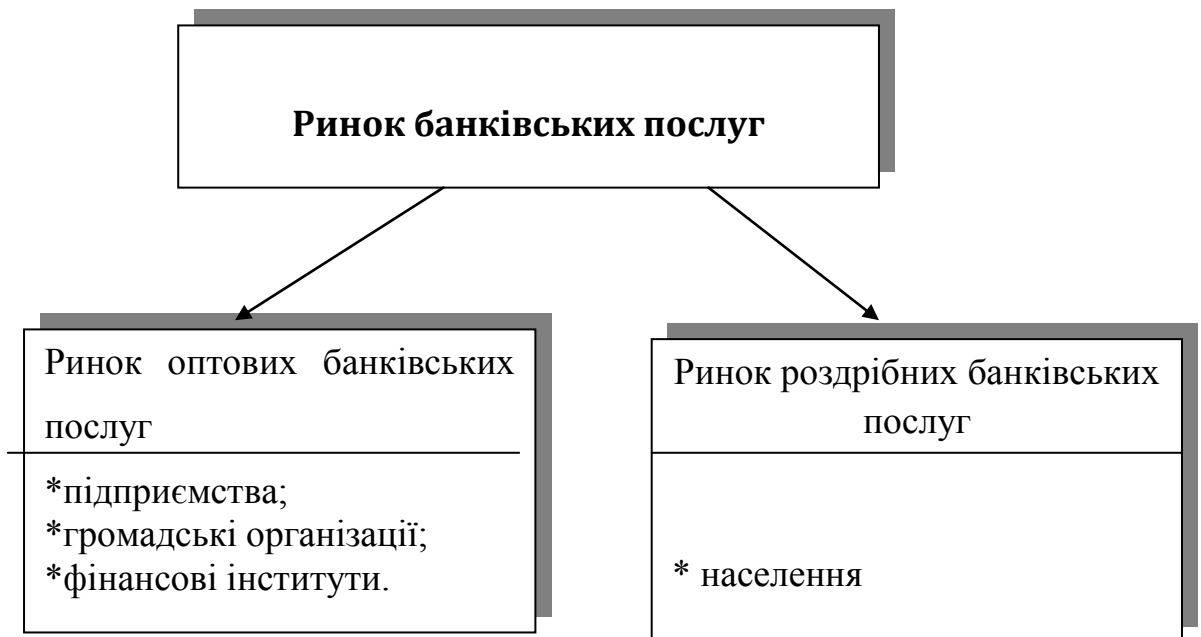 Ринок банківських послуг
Ринок оптових банківських
послуг
*підприємства;
*громадські організації;
*фінансові інститути.
Ринок роздрібних банківських
послуг
* населення